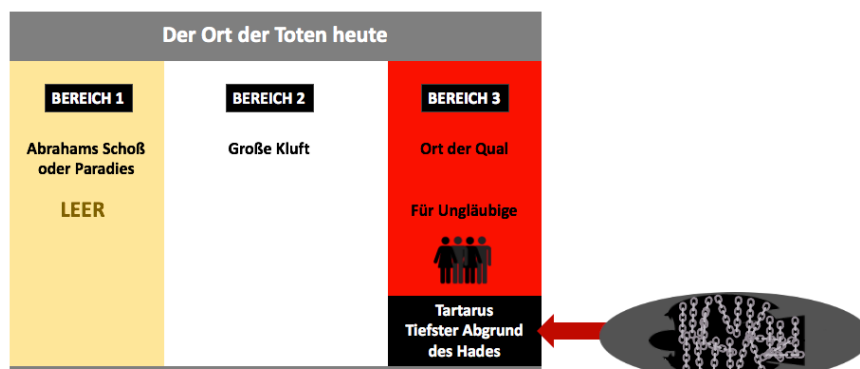 Der Ort der Toten heute
BEREICH 1
Abrahams Schoß
oder Paradies
LEER
BEREICH 2
Große Kluft
BEREICH 3
Ort der Qual
Für Ungläubige
Tartarus
Tiefster Abgrund
des Hades